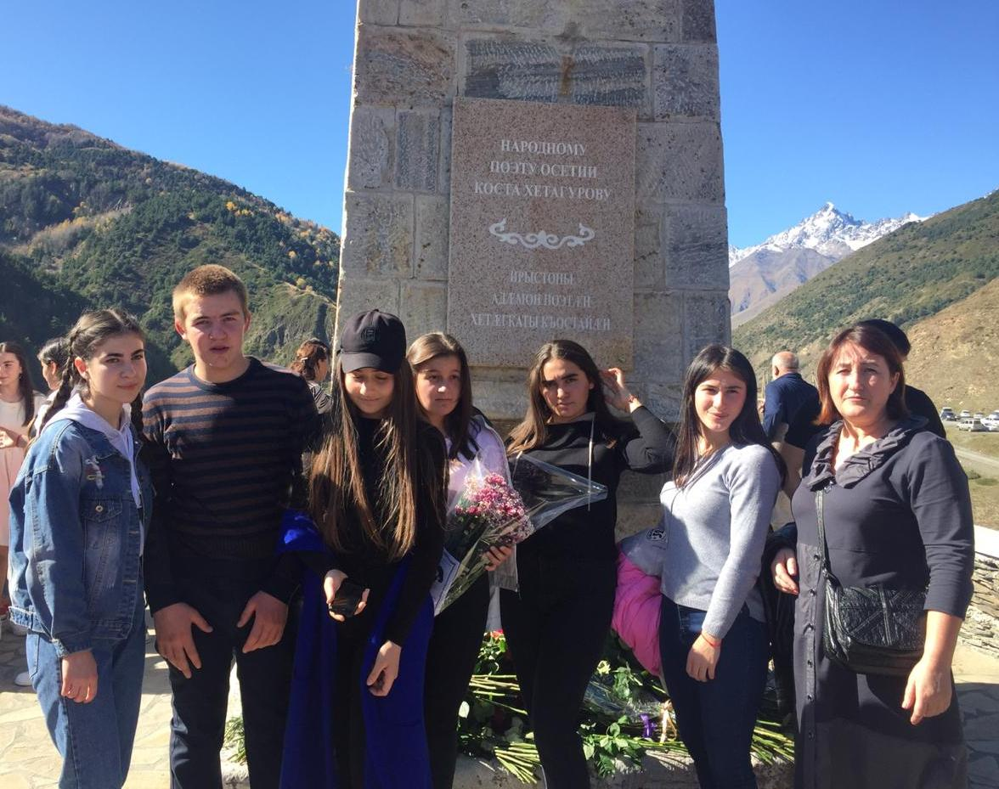 НАРОДНОМУ
ПОЭТУ ОСЕТИИ
КОСТА ХЕТАГУРОВУ
ИРЫСТОНЫ
АДÆМОН ПОЭТÆН
ХЕТÆГКАТЫ КЪОСТАЙÆН